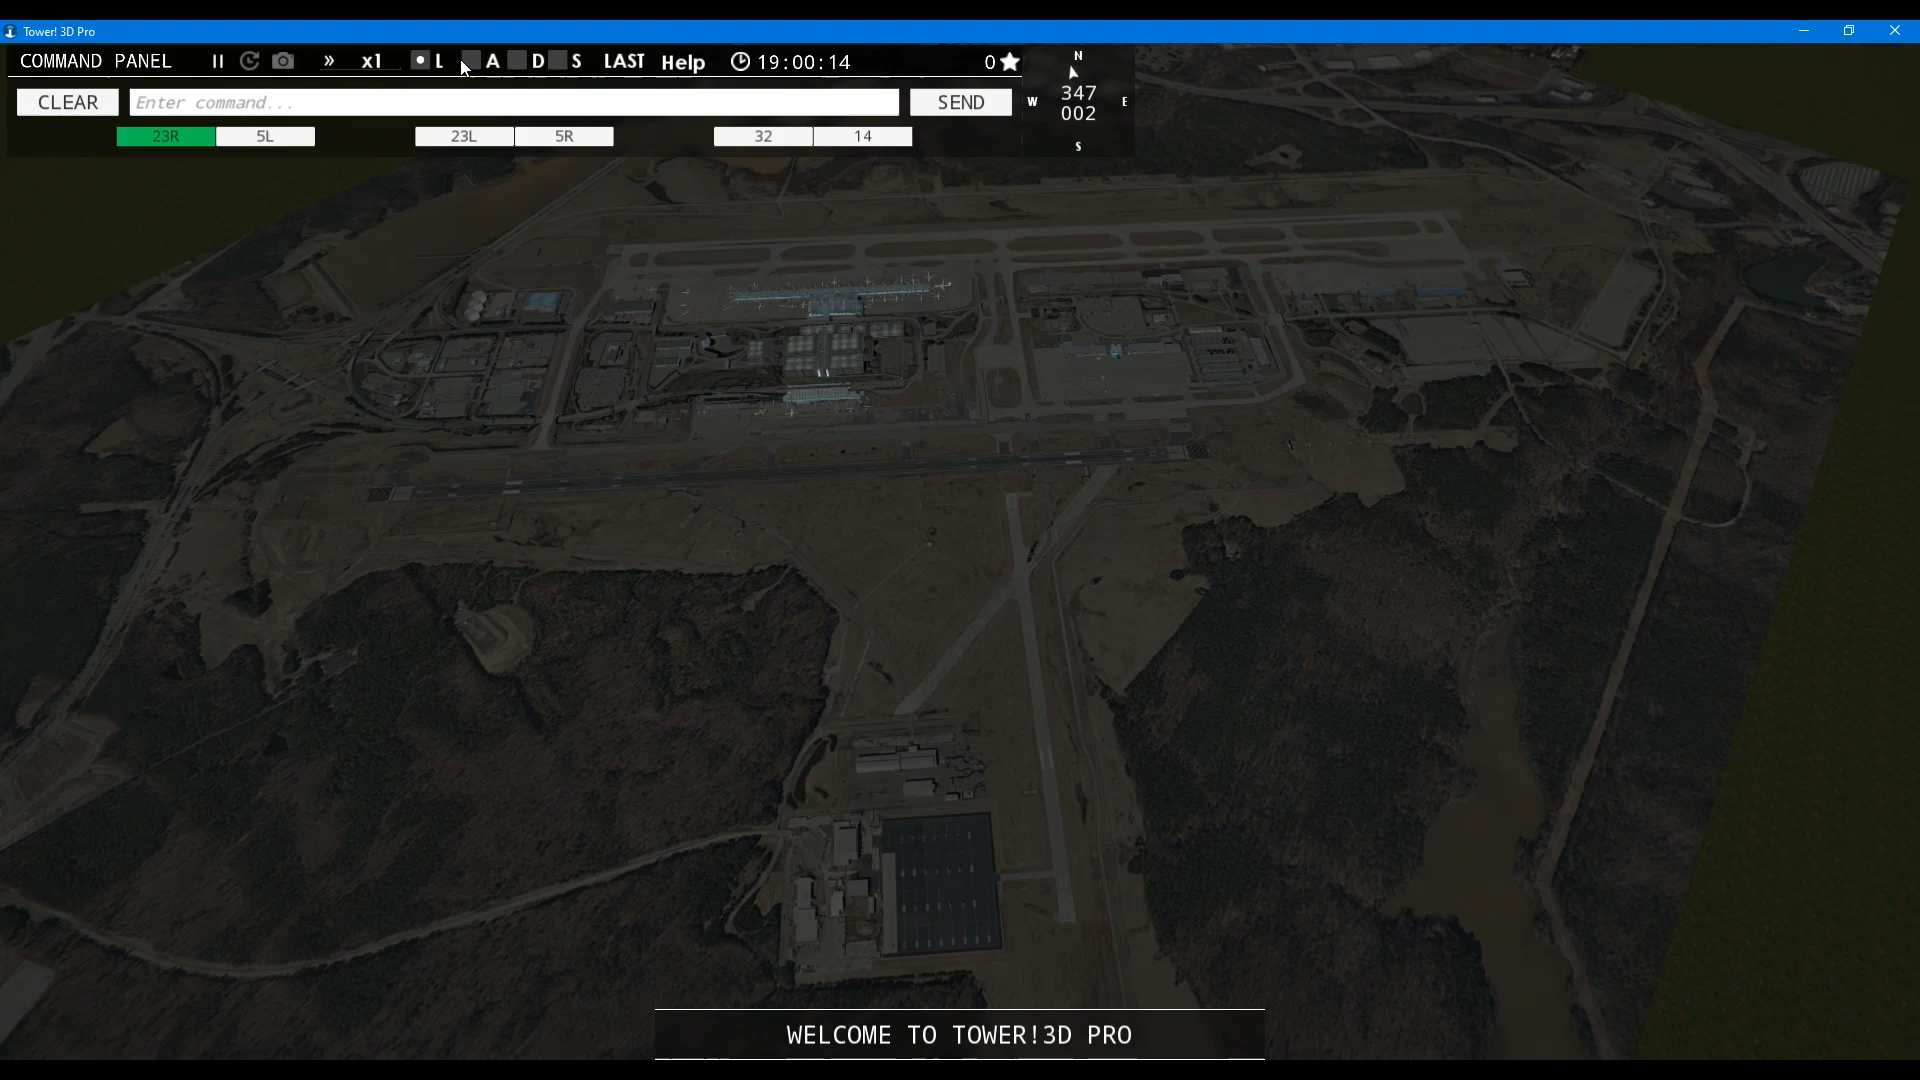 Tower! 3D Pro
COMMAND PANEL » x1 L A D S LAST Help 19:00:14 0
N
W 347 E
002
S
CLEAR Enter command... SEND
23R 5L 23L 5R 32 14
WELCOME TO TOWER!3D PRO